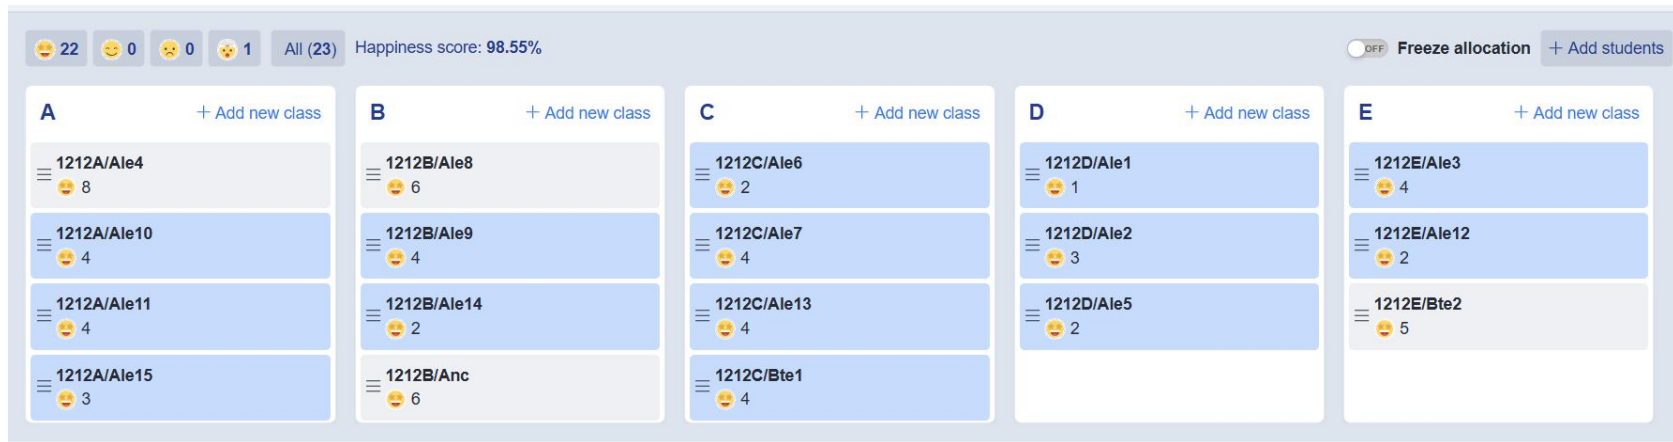 22 0 0 1 All (23) Happiness score: 98.55% OFF Freeze allocation + Add students
A + Add new class
1212A/Ale4
8
1212A/Ale10
4
1212A/Ale11
4
1212A/Ale15
3
B + Add new class
1212B/Ale8
6
1212B/Ale9
4
1212B/Ale14
2
1212B/Anc
6
C + Add new class
1212C/Ale6
2
1212C/Ale7
4
1212C/Ale13
4
1212C/Bte1
4
D + Add new class
1212D/Ale1
1
1212D/Ale2
3
1212D/Ale5
2
E + Add new class
1212E/Ale3
4
1212E/Ale12
2
1212E/Bte2
5